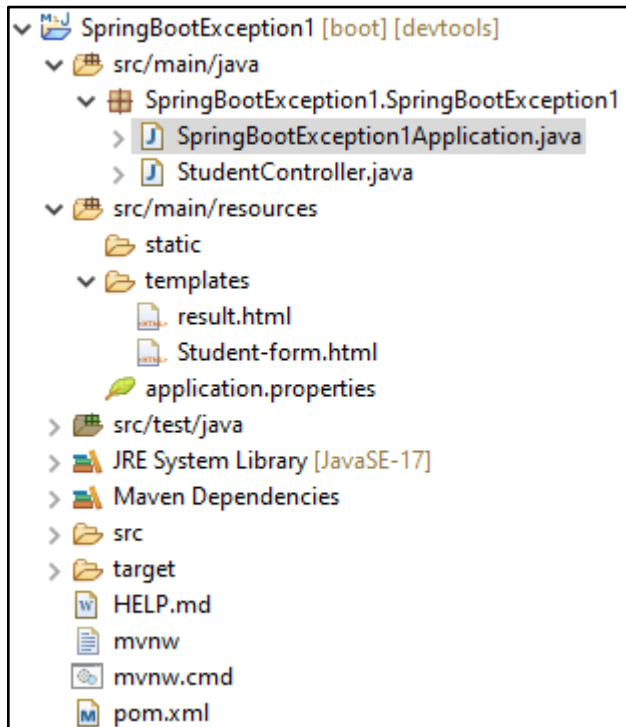 SpringBootException1 [boot] [devtools]
src/main/java
SpringBootException1.SpringBootException1
SpringBootException1Application.java
StudentController.java
src/main/resources
static
templates
result.html
Student-form.html
application.properties
src/test/java
JRE System Library [JavaSE-17]
Maven Dependencies
src
target
HELP.md
mvnw
mvnw.cmd
pom.xml